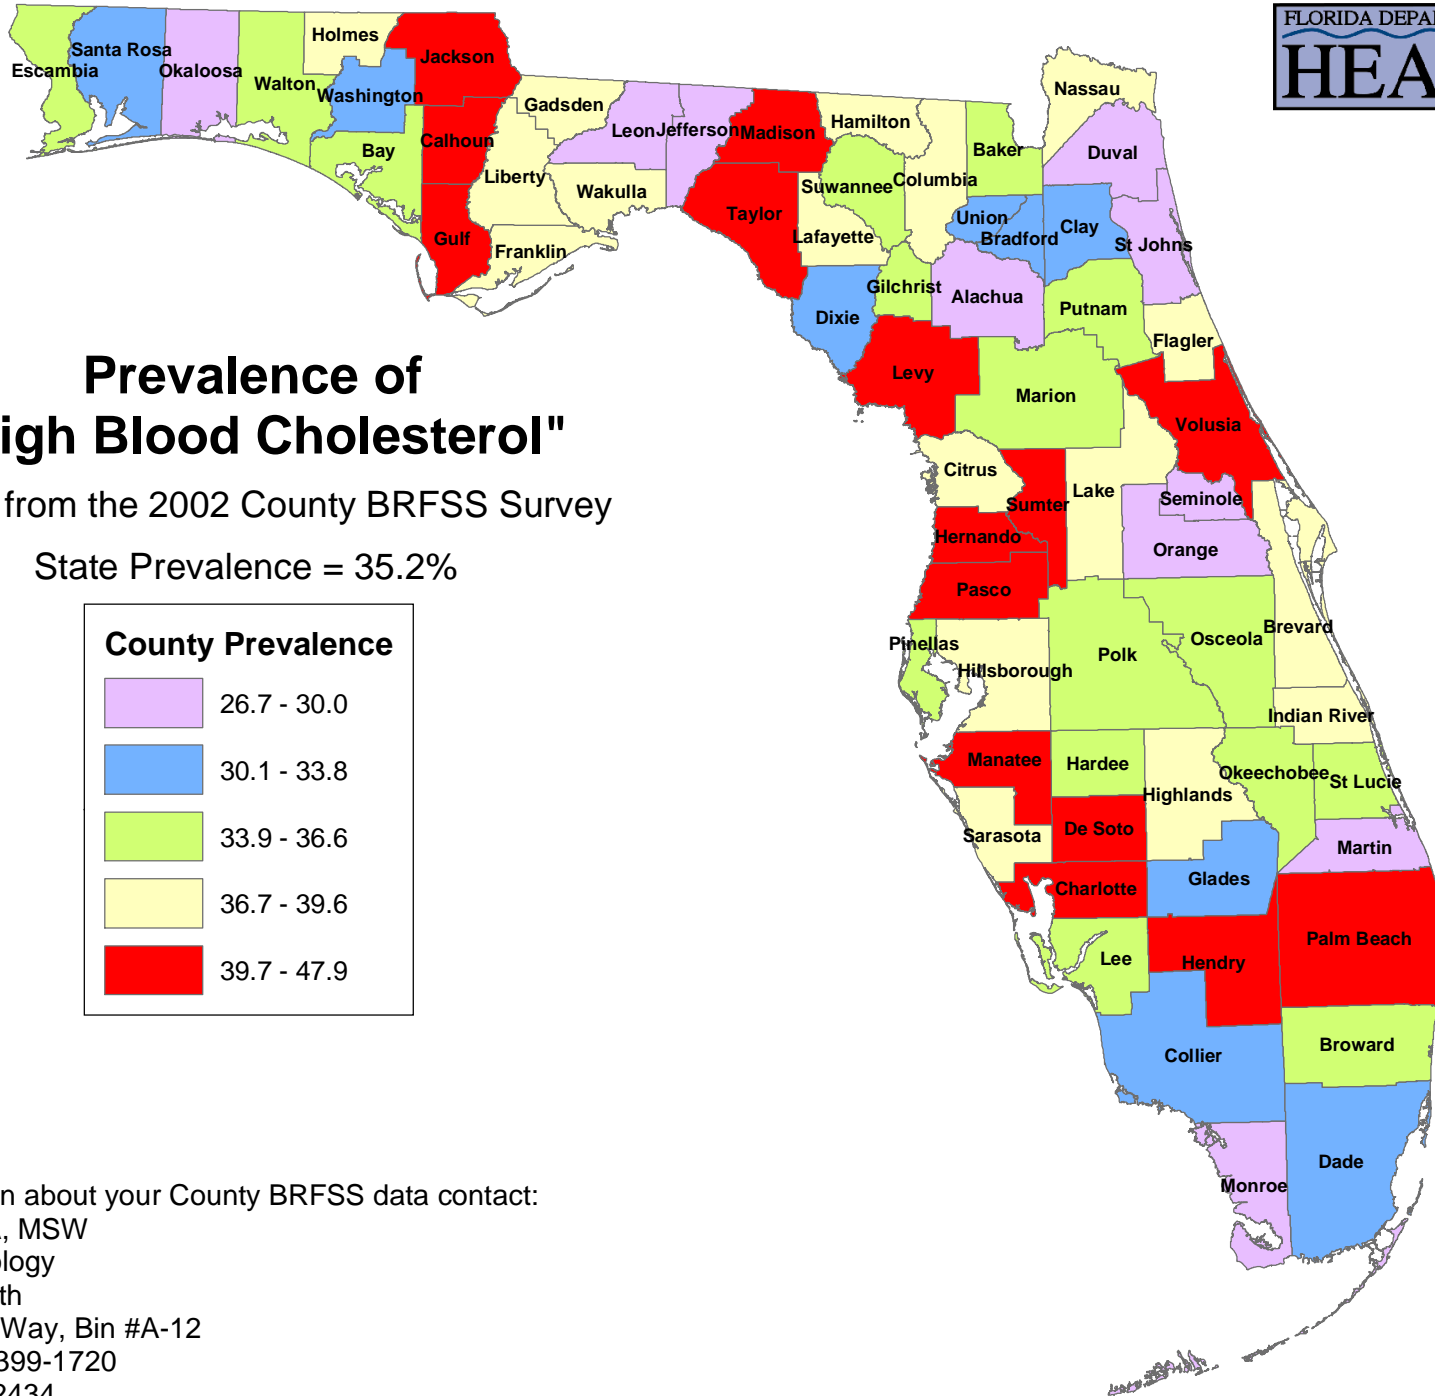 FLORIDA DEPA
HEA
Prevalence of
igh Blood Cholesterol"
from the 2002 County BRFSS Survey
State Prevalence = 35.2%
County Prevalence
26.7 - 30.0
30.1 - 33.8
33.9 - 36.6
36.7 - 39.6
39.7 - 47.9
Escambia
Santa Rosa
Okaloosa
Walton
Holmes
Washington
Jackson
Bay
Calhoun
Gulf
Gadsden
Liberty
Franklin
Leon
Wakulla
Jefferson
Madison
Taylor
Hamilton
Suwannee
Lafayette
Columbia
Baker
Nassau
Duval
Union
Bradford
Clay
St Johns
Dixie
Gilchrist
Alachua
Putnam
Flagler
Levy
Marion
Volusia
Citrus
Sumter
Lake
Seminole
Hernando
Orange
Pasco
Pinellas
Hillsborough
Polk
Osceola
Brevard
Indian River
Manatee
Hardee
Highlands
Okeechobee
St Lucie
Sarasota
De Soto
Martin
Charlotte
Glades
Palm Beach
Lee
Hendry
Collier
Broward
Dade
Monroe
n about your County BRFSS data contact:
, MSW
ology
th
Way, Bin #A-12
399-1720
2434